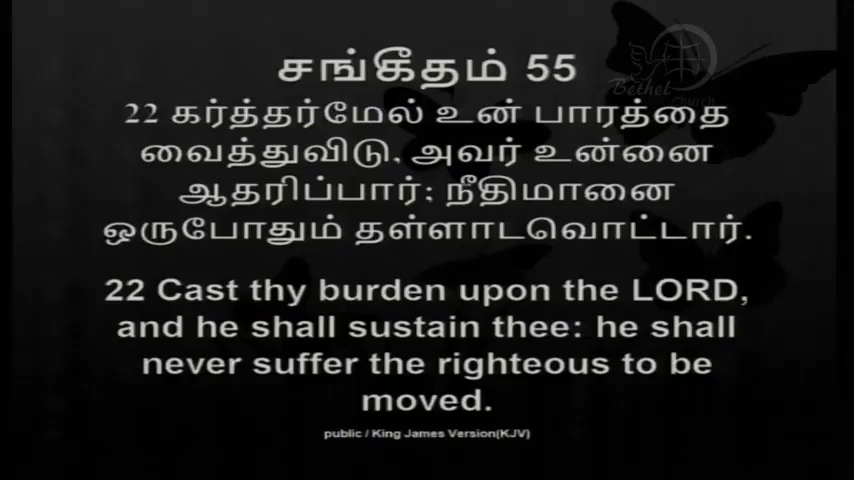 சங்கீதம் 55
Bethel
CHURCH
22 கர்த்தர்மேல் உன் பாரத்தை
வைத்துவிடு, அவர் உன்னை
ஆதரிப்பார்; நீதிமானை
ஒருபோதும் தள்ளாடவொட்டார்.
22 Cast thy burden upon the LORD,
and he shall sustain thee: he shall
never suffer the righteous to be
moved.
public / King James Version(KJV)